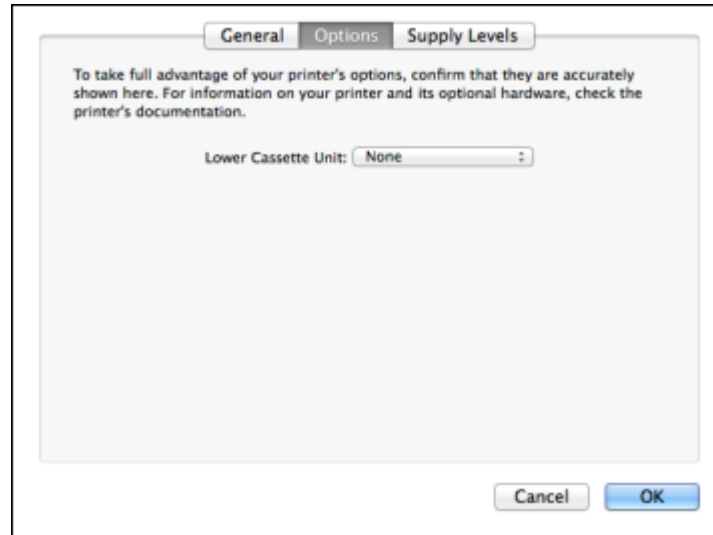 General Options Supply Levels
To take full advantage of your printer's options, confirm that they are accurately
shown here. For information on your printer and its optional hardware, check the
printer's documentation.
Lower Cassette Unit: None
Cancel OK